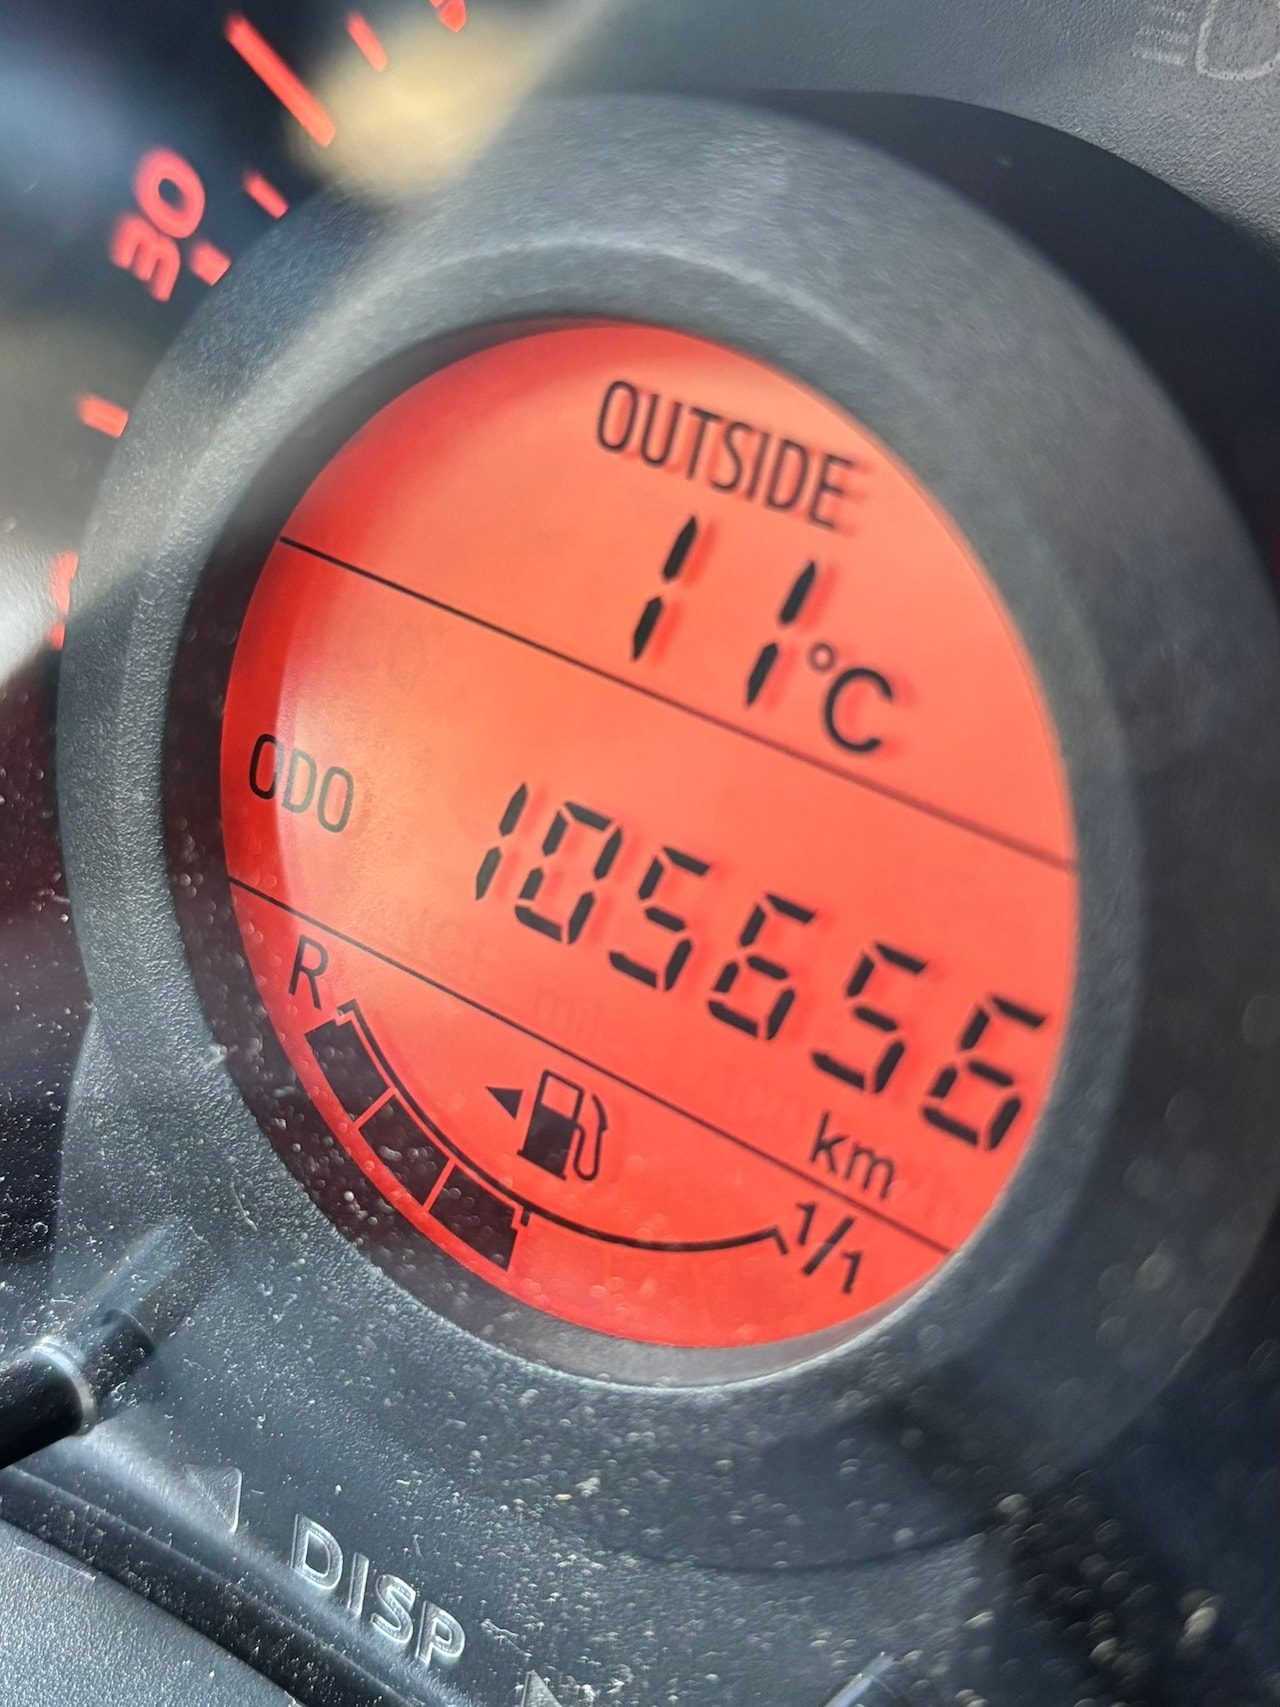 30
OUTSIDE
11°C
ODO 105656
km
R 1/1
DISP